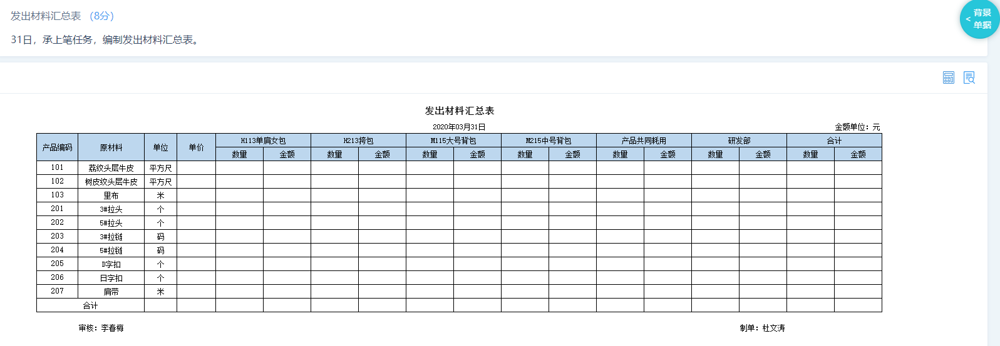 发出材料汇总表 （8分）
< 背景单据
31日，承上笔任务，编制发出材料汇总表。
发出材料汇总表
2020年03月31日 金额单位：元
产品编码 原材料 单位 单价 H113单肩女包 H213挎包 M115大号背包 M215中号背包 产品共同耗用 研发部 合计
数量 金额 数量 金额 数量 金额 数量 金额 数量 金额 数量 金额 数量 金额
101 荔纹头层牛皮 平方尺
102 树皮纹头层牛皮 平方尺
103 里布 米
201 3#拉头 个
202 5#拉头 个
203 3#拉链 码
204 5#拉链 码
205 D字扣 个
206 日字扣 个
207 肩带 米
合计
审核：李春梅 制单：杜文涛